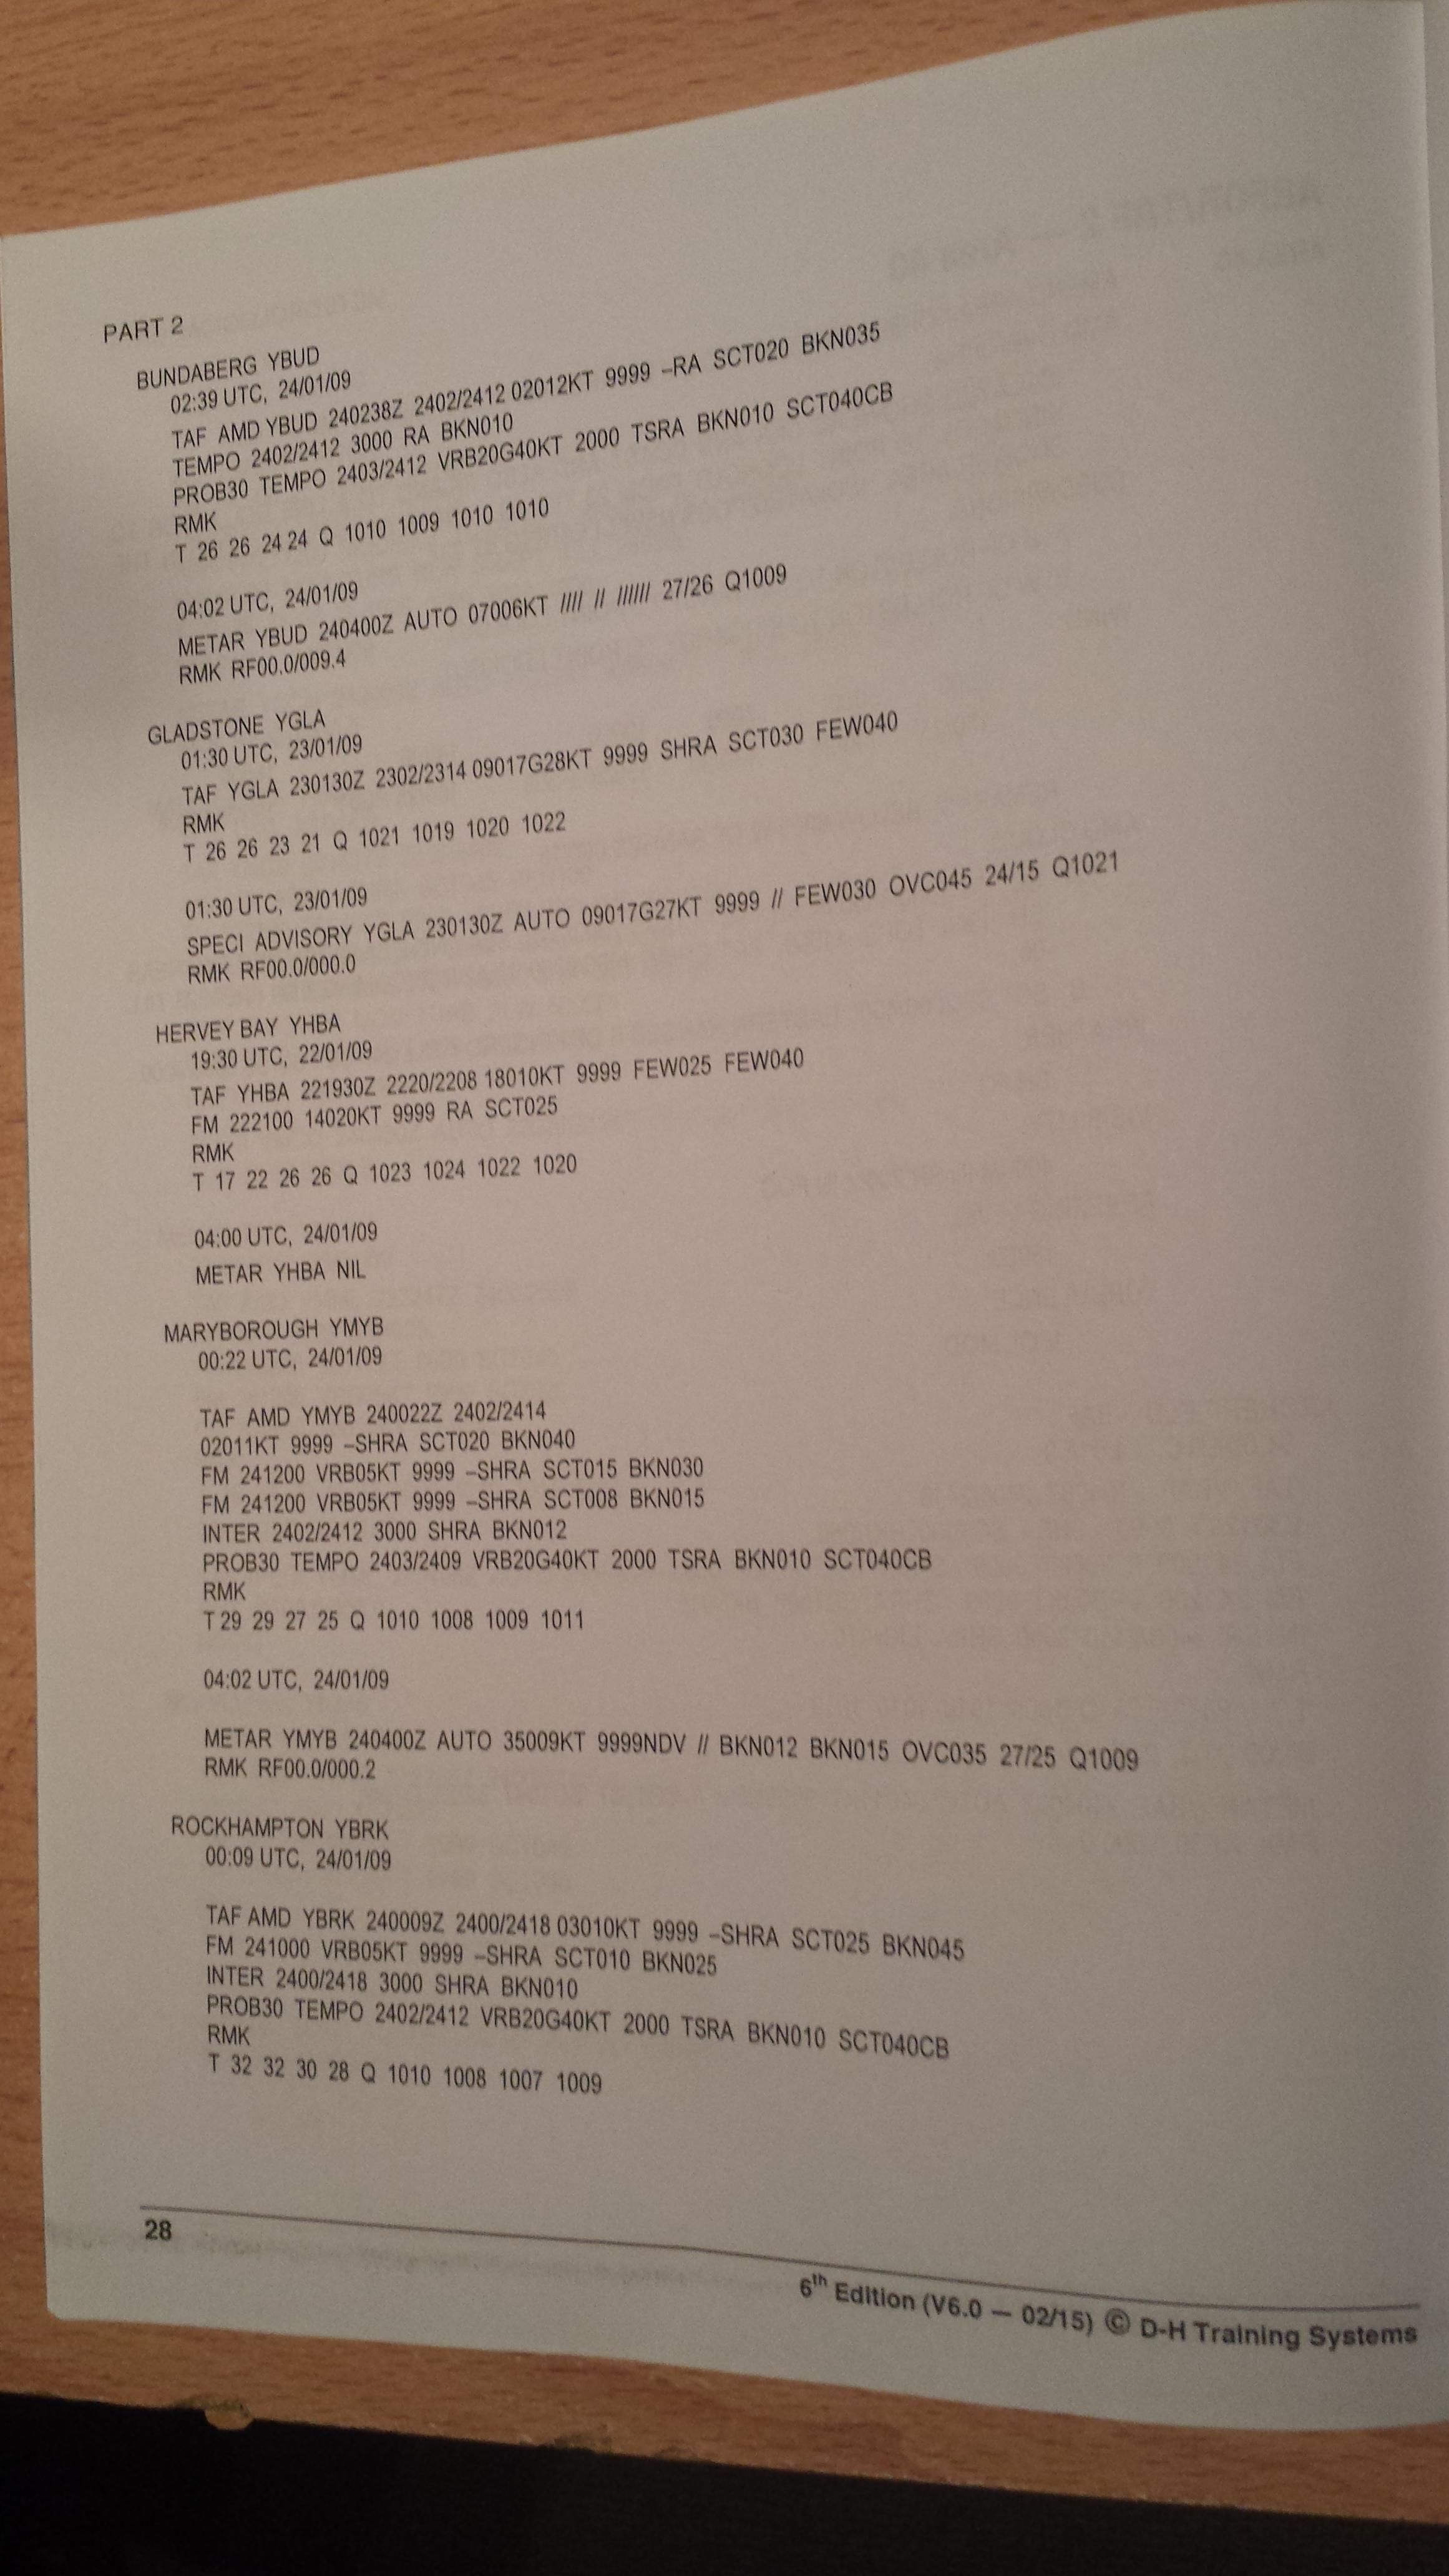 PART 2
BUNDABERG YBUD
02:39 UTC, 24/01/09
TAF AMD YBUD 240238Z 2402/2412 02012KT 9999 –RA SCT020 BKN035
TEMPO 2402/2412 3000 RA BKN010
PROB30 TEMPO 2403/2412 VRB20G40KT 2000 TSRA BKN010 SCT040CB
RMK
T 26 26 24 24 Q 1010 1009 1010 1010
04:02 UTC, 24/01/09
METAR YBUD 240400Z AUTO 07006KT //// // ////// 27/26 Q1009
RMK RF00.0/009.4
GLADSTONE YGLA
01:30 UTC, 23/01/09
TAF YGLA 230130Z 2302/2314 09017G28KT 9999 SHRA SCT030 FEW040
RMK
T 26 26 23 21 Q 1021 1019 1020 1022
01:30 UTC, 23/01/09
SPECI ADVISORY YGLA 230130Z AUTO 09017G27KT 9999 // FEW030 OVC045 24/15 Q1021
RMK RF00.0/000.0
HERVEY BAY YHBA
19:30 UTC, 22/01/09
TAF YHBA 221930Z 2220/2208 18010KT 9999 FEW025 FEW040
FM 222100 14020KT 9999 RA SCT025
RMK
T 17 22 26 26 Q 1023 1024 1022 1020
04:00 UTC, 24/01/09
METAR YHBA NIL
MARYBOROUGH YMYB
00:22 UTC, 24/01/09
TAF AMD YMYB 240022Z 2402/2414
02011KT 9999 –SHRA SCT020 BKN040
FM 241200 VRB05KT 9999 –SHRA SCT015 BKN030
FM 241200 VRB05KT 9999 –SHRA SCT008 BKN015
INTER 2402/2412 3000 SHRA BKN012
PROB30 TEMPO 2403/2409 VRB20G40KT 2000 TSRA BKN010 SCT040CB
RMK
T 29 29 27 25 Q 1010 1008 1009 1011
04:02 UTC, 24/01/09
METAR YMYB 240400Z AUTO 35009KT 9999NDV // BKN012 BKN015 OVC035 27/25 Q1009
RMK RF00.0/000.2
ROCKHAMPTON YBRK
00:09 UTC, 24/01/09
TAF AMD YBRK 240009Z 2400/2418 03010KT 9999 –SHRA SCT025 BKN045
FM 241000 VRB05KT 9999 –SHRA SCT010 BKN025
INTER 2400/2418 3000 SHRA BKN010
PROB30 TEMPO 2402/2412 VRB20G40KT 2000 TSRA BKN010 SCT040CB
RMK
T 32 32 30 28 Q 1010 1008 1007 1009
28
6th Edition (V6.0 — 02/15) © D-H Training Systems